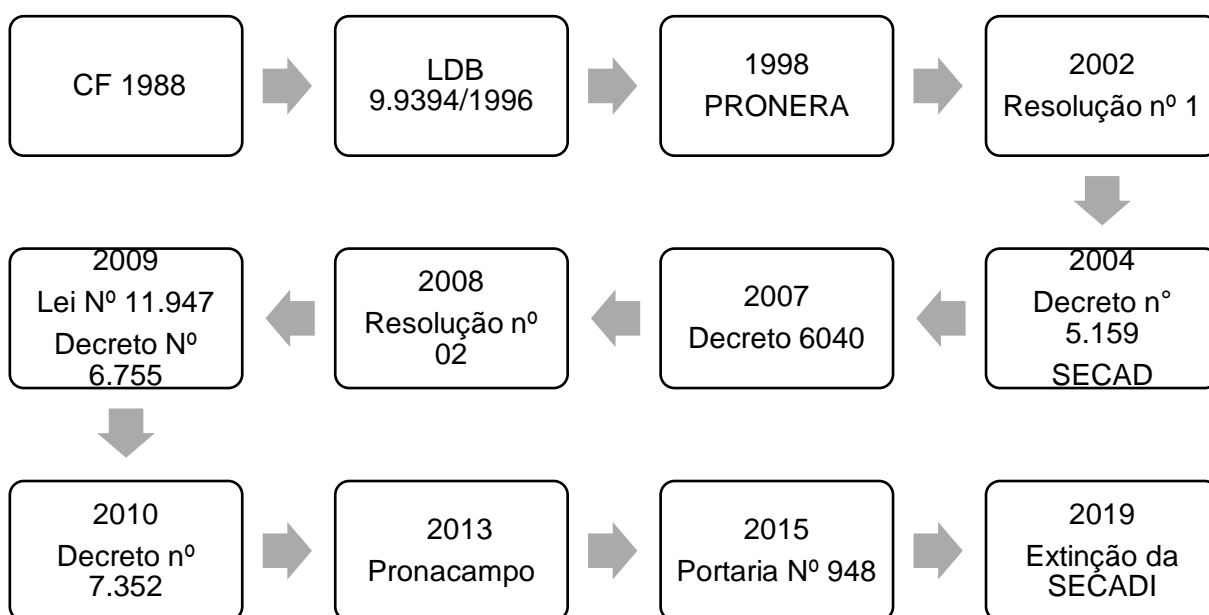 CF 1988
LDB
9.9394/1996
1998
PRONERA
2002
Resolução nº 1
2004
Decreto n°
5.159
SECAD
2007
Decreto 6040
2008
Resolução nº
02
2009
Lei Nº 11.947
Decreto Nº
6.755
2010
Decreto nº
7.352
2013
Pronacampo
2015
Portaria Nº 948
2019
Extinção da
SECADI